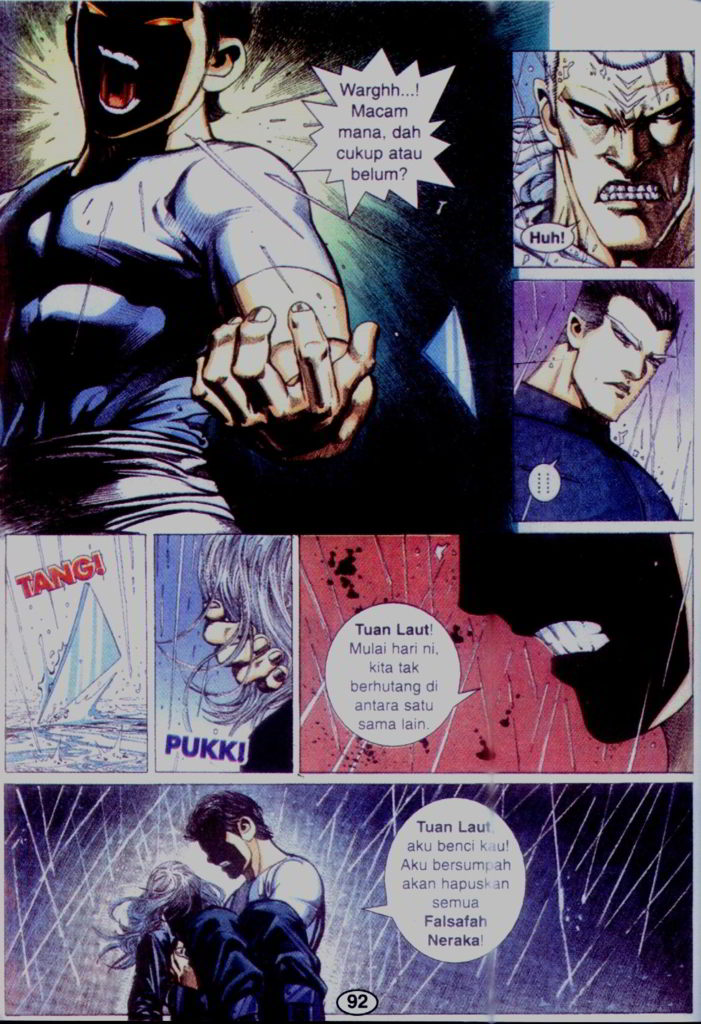 Warghh...!
Macam
mana, dah
cukup atau
belum?
Huh!
......
TANG!
PUKK!
Tuan Laut!
Mulai hari ni,
kita tak
berhutang di
antara satu
sama lain.
Tuan Laut,
aku benci kau!
Aku bersumpah
akan hapuskan
semua
Falsafah
Neraka!
92